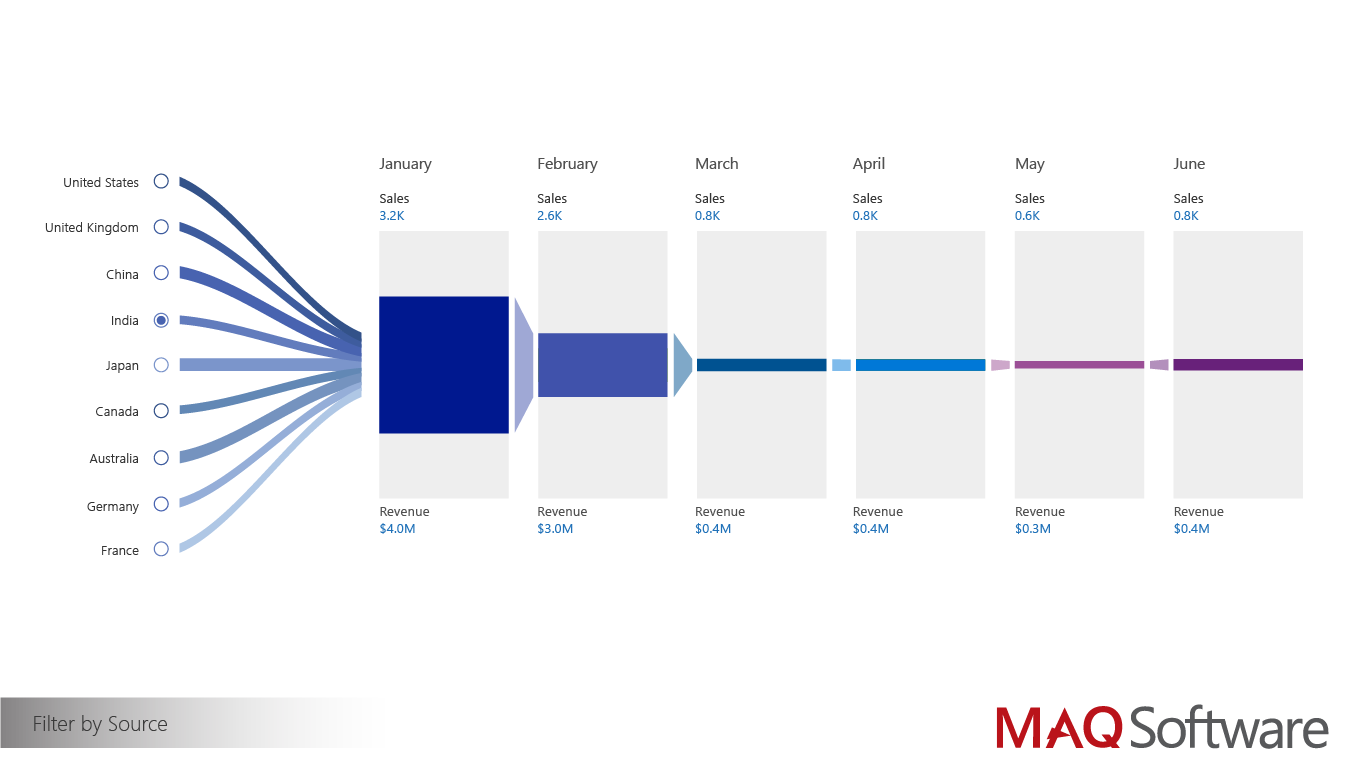 United States
United Kingdom
China
India
Japan
Canada
Australia
Germany
France
January
Sales
3.2K
Revenue
$4.0M
February
Sales
2.6K
Revenue
$3.0M
March
Sales
0.8K
Revenue
$0.4M
April
Sales
0.8K
Revenue
$0.4M
May
Sales
0.6K
Revenue
$0.3M
June
Sales
0.8K
Revenue
$0.4M
Filter by Source
MAQ Software